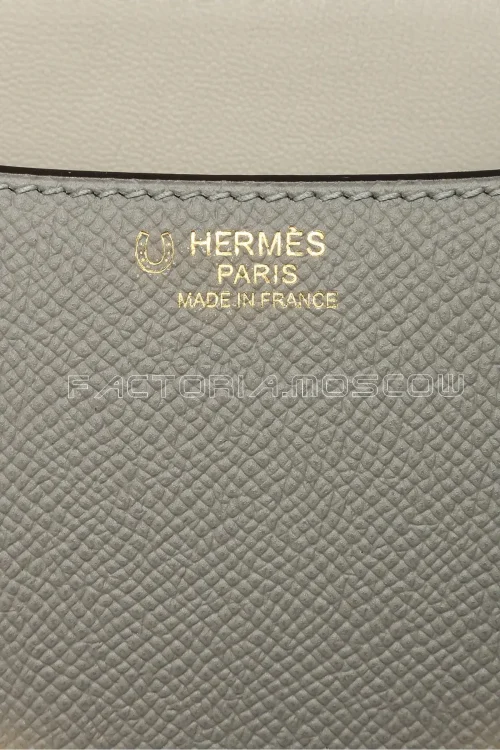 HERMÈS
PARIS
MADE IN FRANCE
FACTORIA.MOSCOW